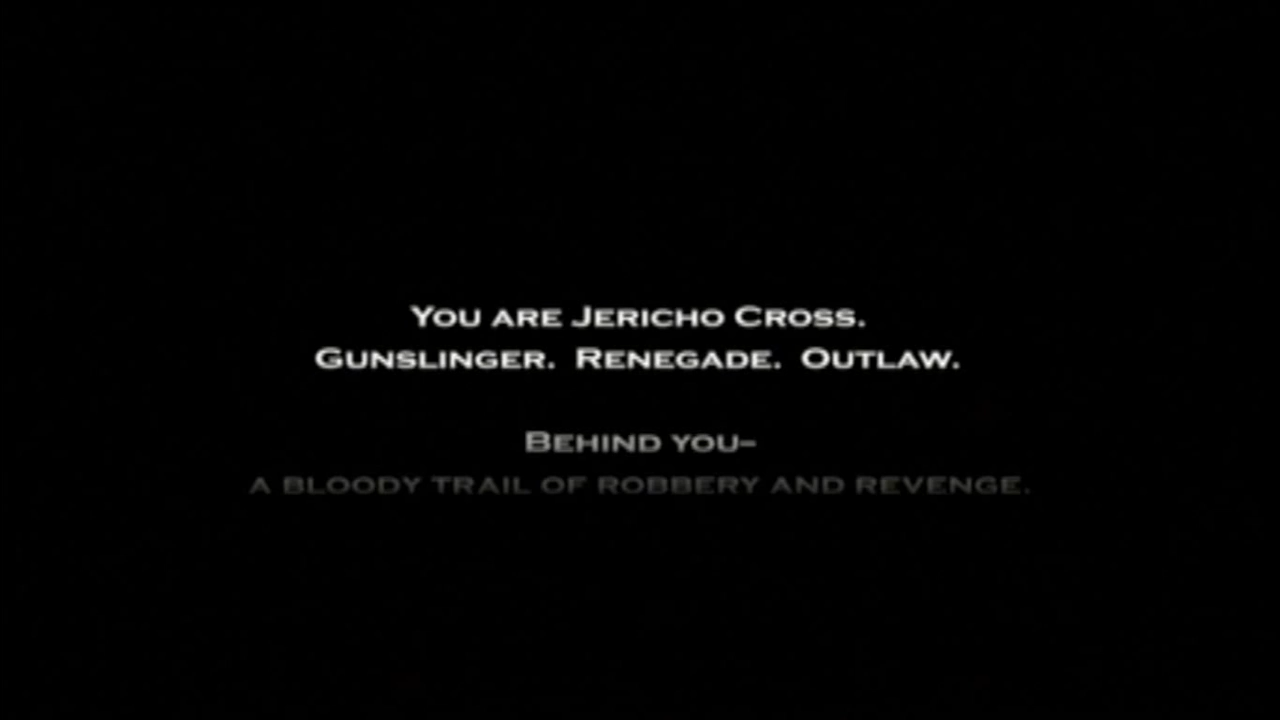 You are Jericho Cross.
Gunslinger. Renegade. Outlaw.
Behind you–
a bloody trail of robbery and revenge.